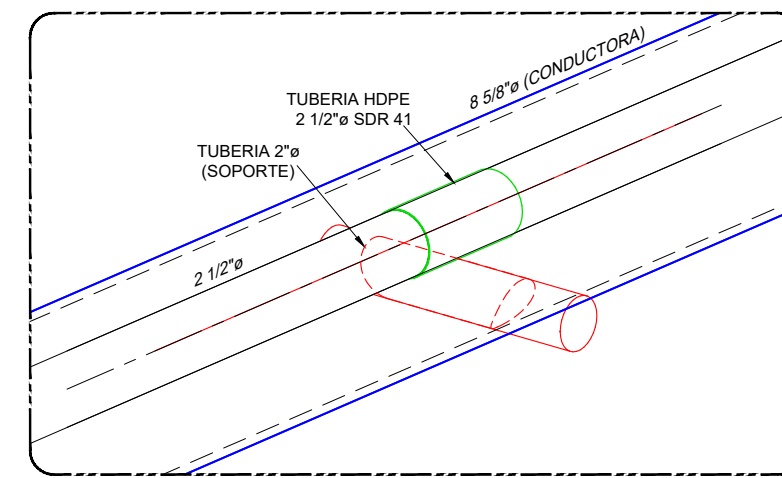 8 5/8"ø (CONDUCTORA)
TUBERIA HDPE
2 1/2"ø SDR 41
TUBERIA 2"ø
(SOPORTE)
2 1/2"ø